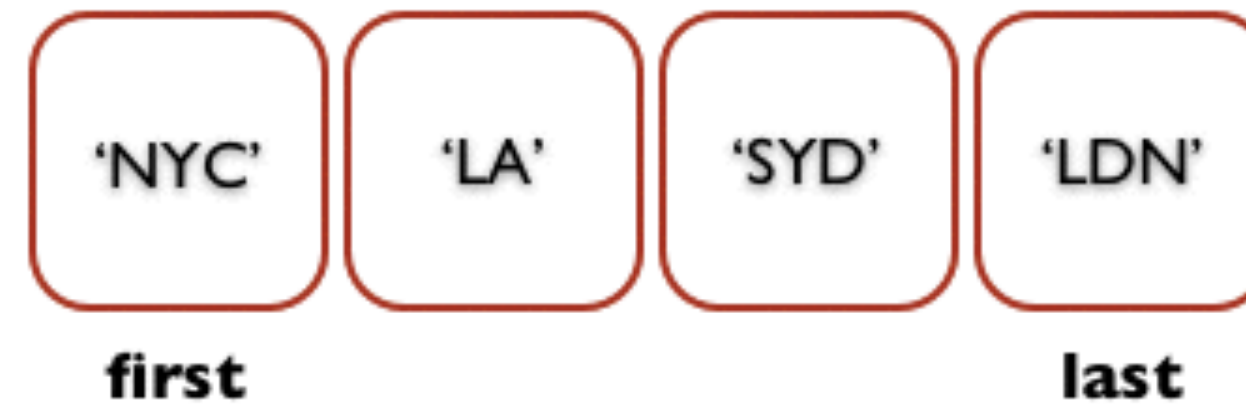 ‘NYC’ ‘LA’ ‘SYD’ ‘LDN’
first last